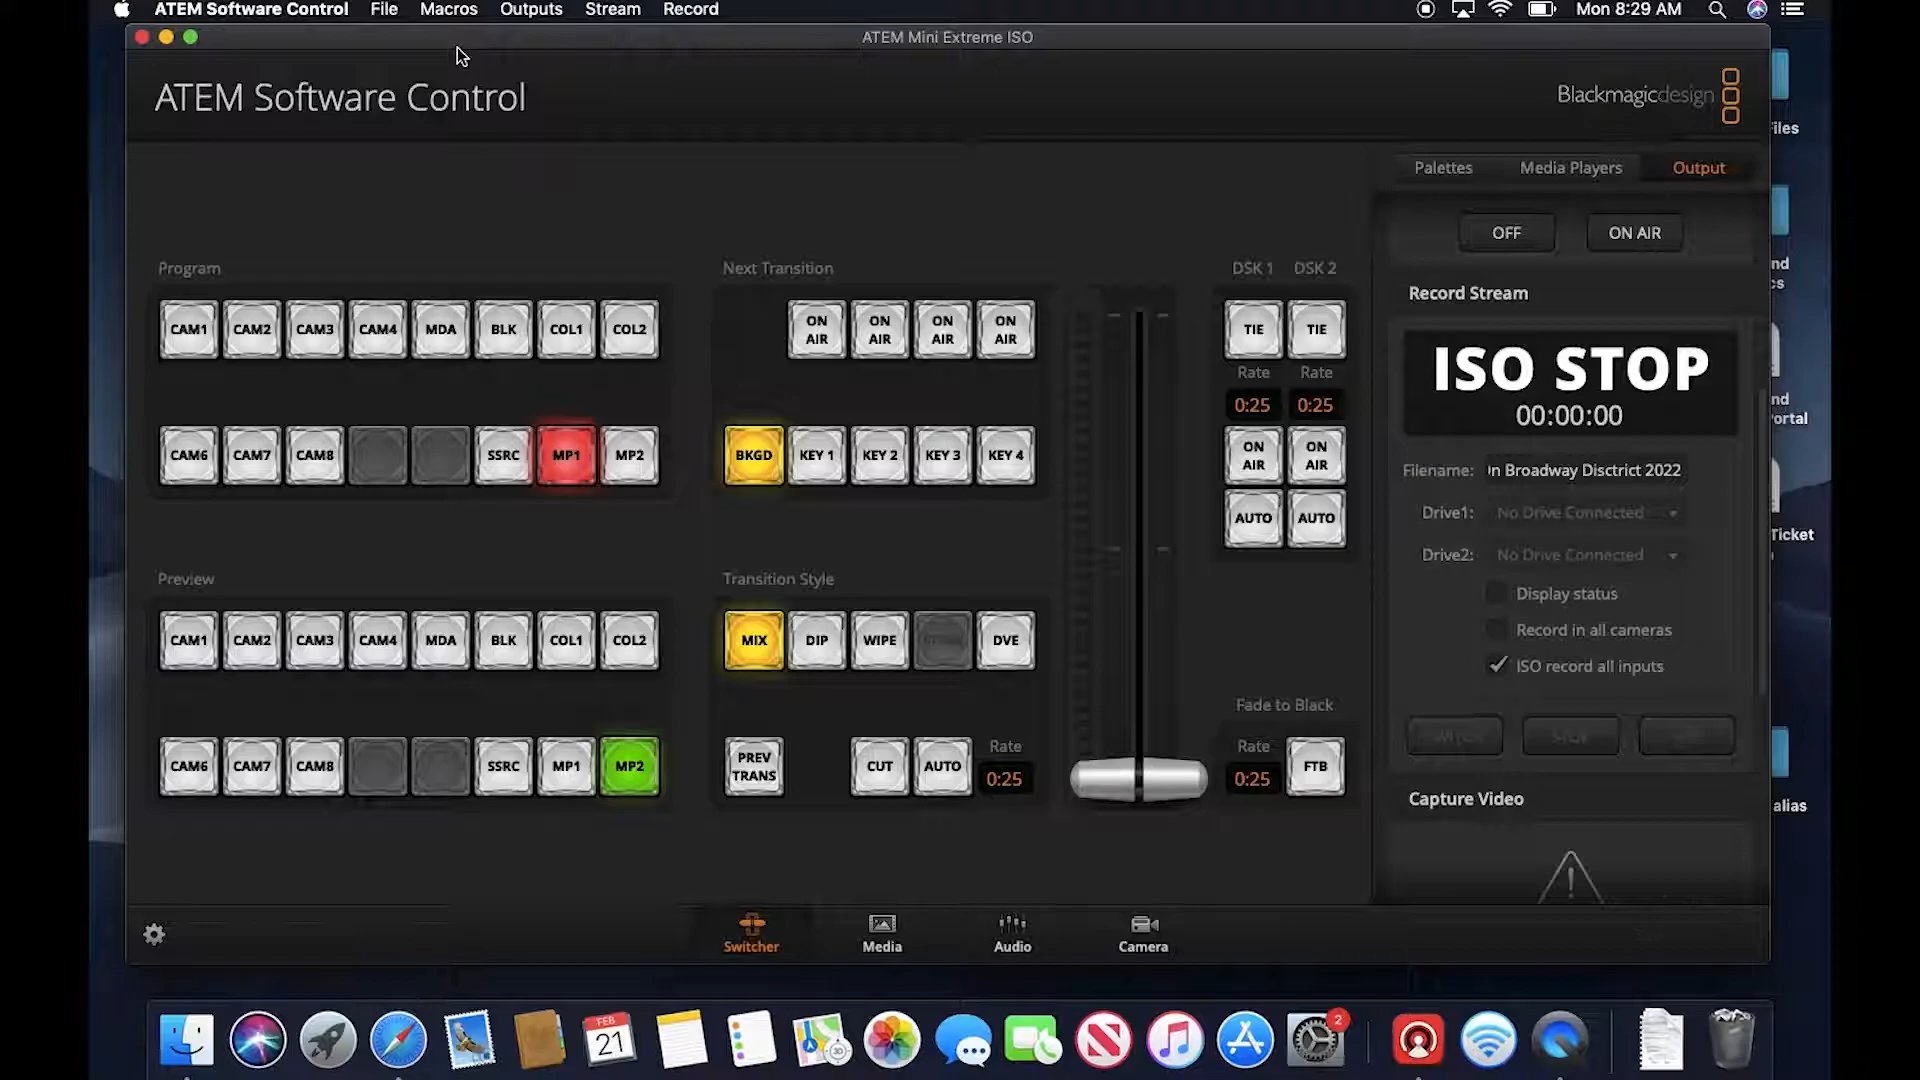 ATEM Software Control File Macros Outputs Stream Record Mon 8:29 AM
ATEM Mini Extreme ISO
ATEM Software Control
Blackmagicdesign
Palettes Media Players Output
OFF ON AIR
Program
CAM1 CAM2 CAM3 CAM4 MDA BLK COL1 COL2
CAM6 CAM7 CAM8 SSRC MP1 MP2
Next Transition
ON AIR ON AIR ON AIR ON AIR
BKGD KEY 1 KEY 2 KEY 3 KEY 4
DSK 1 DSK 2
TIE TIE
Rate Rate
0:25 0:25
ON AIR ON AIR
AUTO AUTO
Record Stream
ISO STOP
00:00:00
Filename: n Broadway Disctrict 2022
Drive1: No Drive Connected
Drive2: No Drive Connected
Display status
Record in all cameras
ISO record all inputs
Preview
CAM1 CAM2 CAM3 CAM4 MDA BLK COL1 COL2
CAM6 CAM7 CAM8 SSRC MP1 MP2
Transition Style
MIX DIP WIPE DVE
PREV TRANS CUT AUTO
Rate
0:25
Fade to Black
Rate
0:25 FTB
Capture Video
Switcher Media Audio Camera
iles
nd
cs
nd
ortal
Ticket
alias
FEB
21
3D
2